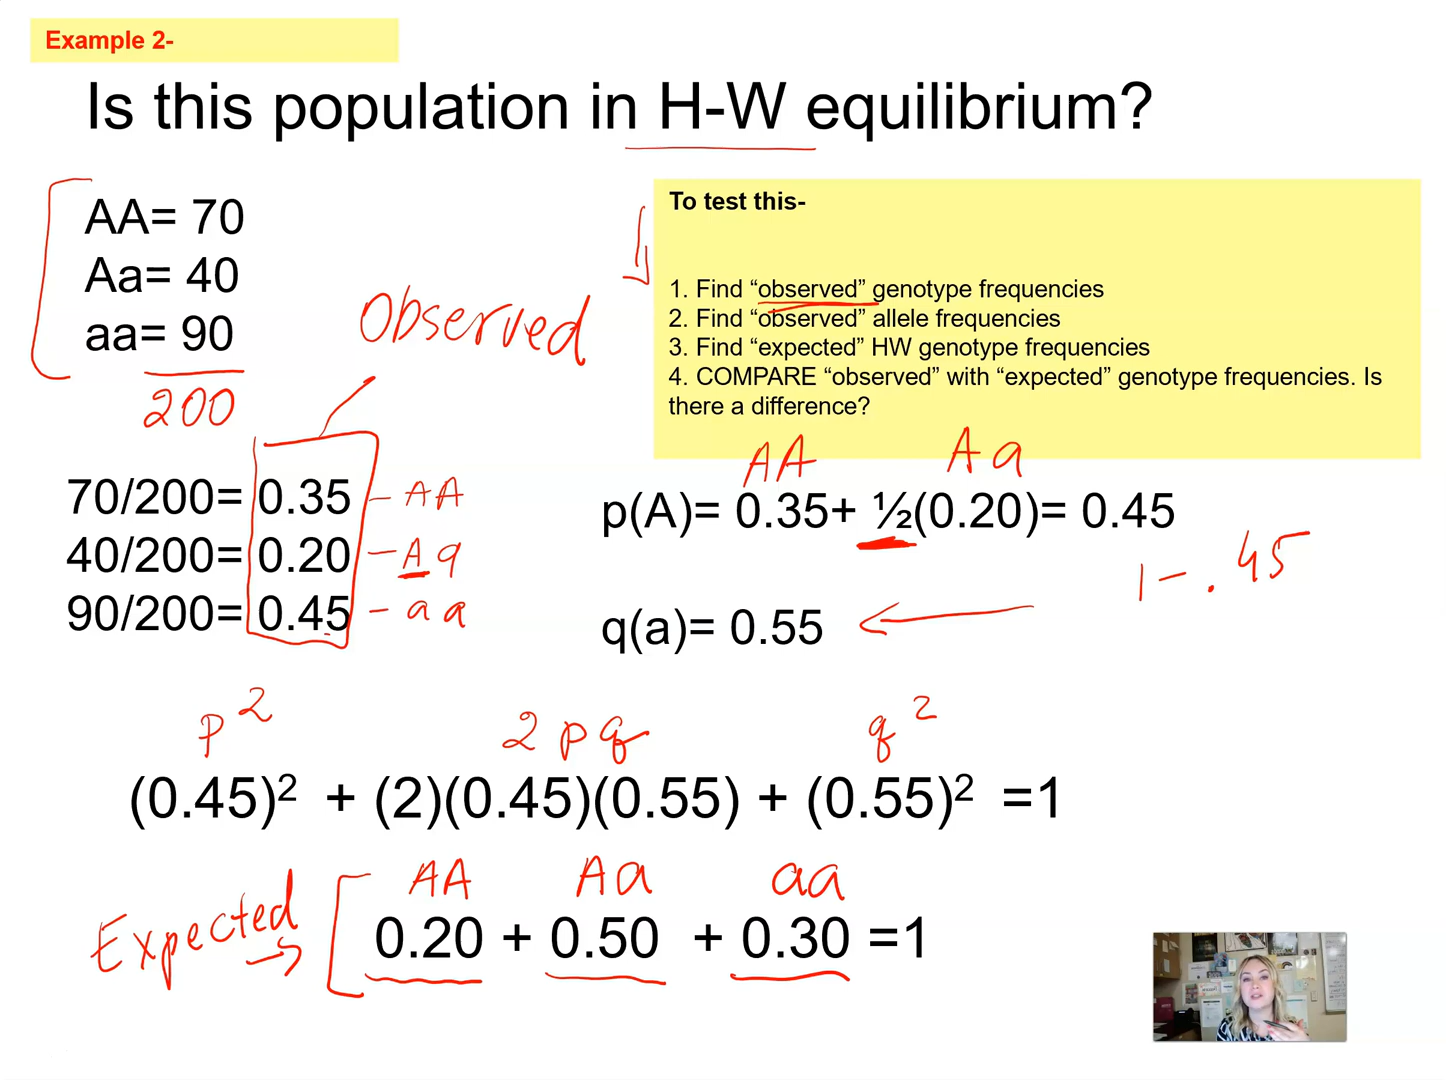 Example 2-
Is this population in H-W equilibrium?
AA= 70
Aa= 40
aa= 90
200
Observed
To test this-
1. Find “observed” genotype frequencies
2. Find “observed” allele frequencies
3. Find “expected” HW genotype frequencies
4. COMPARE “observed” with “expected” genotype frequencies. Is
there a difference?
70/200= 0.35 - AA
40/200= 0.20 - Aa
90/200= 0.45 - aa
AA Aa
p(A)= 0.35+ ½(0.20)= 0.45
1 - .45
q(a)= 0.55
p² 2pq q²
(0.45)² + (2)(0.45)(0.55) + (0.55)² =1
AA Aa aa
Expected
0.20 + 0.50 + 0.30 =1